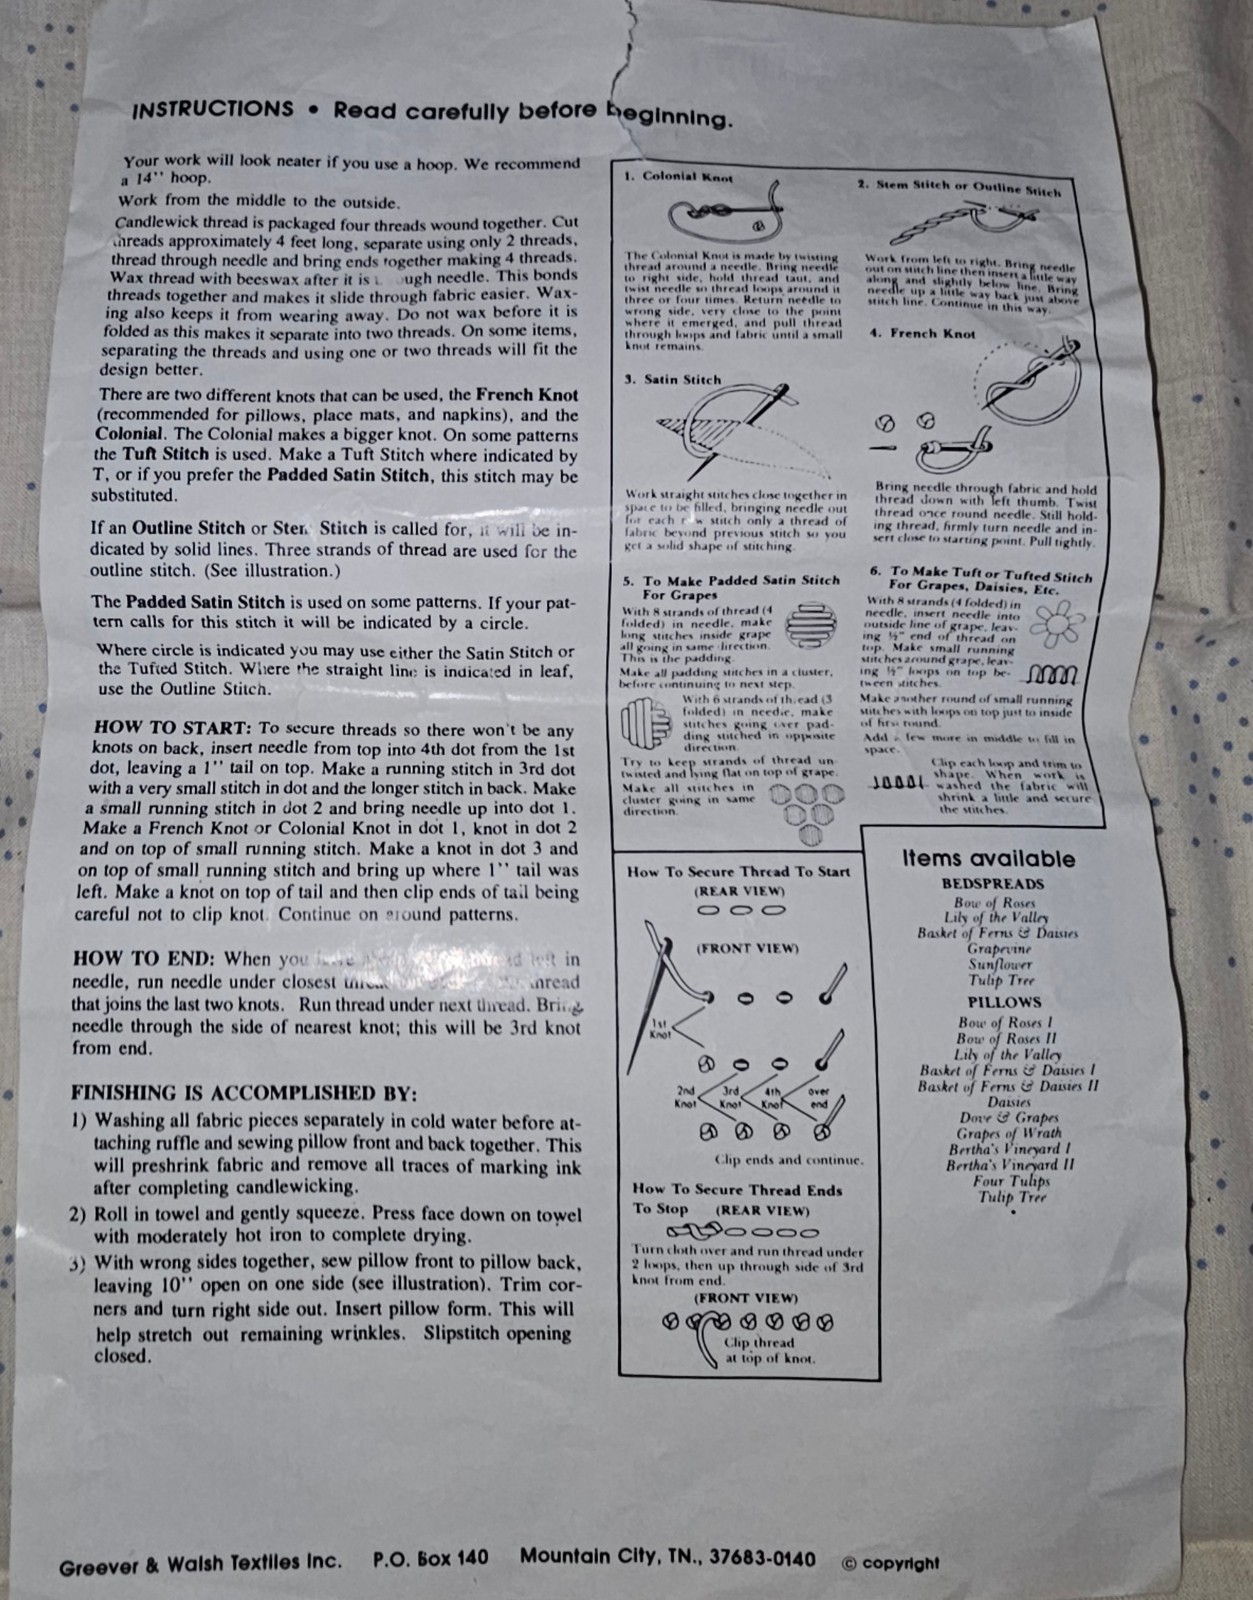 INSTRUCTIONS • Read carefully before beginning.
Your work will look neater if you use a hoop. We recommend
a 14'' hoop.
Work from the middle to the outside.
Candlewick thread is packaged four threads wound together. Cut
threads approximately 4 feet long, separate using only 2 threads,
thread through needle and bring ends together making 4 threads.
Wax thread with beeswax after it is needle. This bonds
threads together and makes it slide through fabric easier. Wax-
ing also keeps it from wearing away. Do not wax before it is
folded as this makes it separate into two threads. On some items,
separating the threads and using one or two threads will fit the
design better.
There are two different knots that can be used, the French Knot
(recommended for pillows, place mats, and napkins), and the
Colonial. The Colonial makes a bigger knot. On some patterns
the Tuft Stitch is used. Make a Tuft Stitch where indicated by
T, or if you prefer the Padded Satin Stitch, this stitch may be
substituted.
If an Outline Stitch or Stem Stitch is called for, it will be in-
dicated by solid lines. Three strands of thread are used for the
outline stitch. (See illustration.)
The Padded Satin Stitch is used on some patterns. If your pat-
tern calls for this stitch it will be indicated by a circle.
Where circle is indicated you may use either the Satin Stitch or
the Tufted Stitch. Where the straight line is indicated in leaf,
use the Outline Stitch.
HOW TO START: To secure threads so there won't be any
knots on back, insert needle from top into 4th dot from the 1st
dot, leaving a 1'' tail on top. Make a running stitch in 3rd dot
with a very small stitch in dot and the longer stitch in back. Make
a small running stitch in dot 2 and bring needle up into dot 1.
Make a French Knot or Colonial Knot in dot 1, knot in dot 2
and on top of small running stitch. Make a knot in dot 3 and
on top of small running stitch and bring up where 1'' tail was
left. Make a knot on top of tail and then clip ends of tail being
careful not to clip knot. Continue on around patterns.
HOW TO END: When you have left in
needle, run needle under closest thread
that joins the last two knots. Run thread under next thread. Bring
needle through the side of nearest knot; this will be 3rd knot
from end.
FINISHING IS ACCOMPLISHED BY:
1) Washing all fabric pieces separately in cold water before at-
taching ruffle and sewing pillow front and back together. This
will preshrink fabric and remove all traces of marking ink
after completing candlewicking.
2) Roll in towel and gently squeeze. Press face down on towel
with moderately hot iron to complete drying.
3) With wrong sides together, sew pillow front to pillow back,
leaving 10'' open on one side (see illustration). Trim cor-
ners and turn right side out. Insert pillow form. This will
help stretch out remaining wrinkles. Slipstitch opening
closed.
1. Colonial Knot
The Colonial Knot is made by twisting
thread around a needle. Bring needle
to right side, hold thread taut, and
twist needle so thread loops around it
three or four times. Return needle to
wrong side, very close to the point
where it emerged, and pull thread
through loops and fabric until a small
knot remains.
2. Stem Stitch or Outline Stitch
Work from left to right. Bring needle
out on stitch line then insert a little way
along and slightly below line. Bring
needle up a little way back just above
stitch line. Continue in this way.
3. Satin Stitch
Work straight stitches close together in
space to be filled, bringing needle out
for each new stitch only a thread of
fabric beyond previous stitch so you
get a solid shape of stitching.
4. French Knot
Bring needle through fabric and hold
thread down with left thumb. Twist
thread once round needle. Still hold-
ing thread, firmly turn needle and in-
sert close to starting point. Pull tightly.
5. To Make Padded Satin Stitch
For Grapes
With 8 strands of thread (4
folded) in needle, make
long stitches inside grape
all going in same direction.
This is the padding.
Make all padding stitches in a cluster,
before continuing to next step.
With 6 strands of thread (3
folded) in needle, make
stitches going over pad-
ding stitched in opposite
direction.
Try to keep strands of thread un-
twisted and lying flat on top of grape.
Make all stitches in
cluster going in same
direction.
6. To Make Tuft or Tufted Stitch
For Grapes, Daisies, Etc.
With 8 strands (4 folded) in
needle, insert needle into
outside line of grape, leav-
ing ½" end of thread on
top. Make small running
stitches around grape, leav-
ing ½" loops on top be-
tween stitches.
Make another round of small running
stitches with loops on top just to inside
of first round.
Add a few more in middle to fill in
space.
Clip each loop and trim to
shape. When work is
washed the fabric will
shrink a little and secure
the stitches.
How To Secure Thread To Start
(REAR VIEW)
(FRONT VIEW)
1st
Knot
2nd
Knot
3rd
Knot
4th
Knot
over
end
Clip ends and continue.
How To Secure Thread Ends
To Stop (REAR VIEW)
Turn cloth over and run thread under
2 loops, then up through side of 3rd
knot from end.
(FRONT VIEW)
Clip thread
at top of knot.
Items available
BEDSPREADS
Bow of Roses
Lily of the Valley
Basket of Ferns & Daisies
Grapevine
Sunflower
Tulip Tree
PILLOWS
Bow of Roses I
Bow of Roses II
Lily of the Valley
Basket of Ferns & Daisies I
Basket of Ferns & Daisies II
Daisies
Dove & Grapes
Grapes of Wrath
Bertha's Vineyard I
Bertha's Vineyard II
Four Tulips
Tulip Tree
Greever & Walsh Textiles Inc. P.O. Box 140 Mountain City, TN., 37683-0140 © copyright